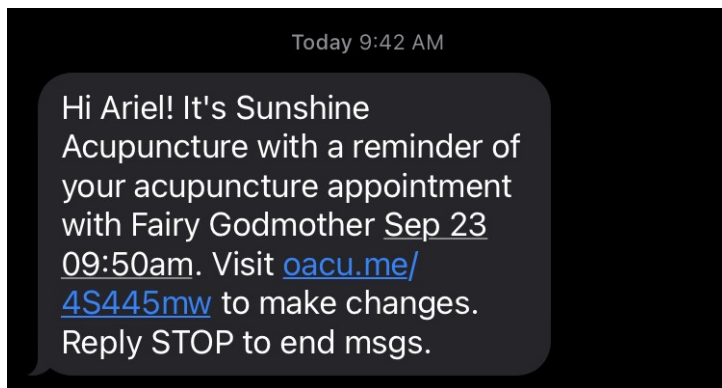 Today 9:42 AM
Hi Ariel! It's Sunshine
Acupuncture with a reminder of
your acupuncture appointment
with Fairy Godmother Sep 23
09:50am. Visit oacu.me/
4S445mw to make changes.
Reply STOP to end msgs.